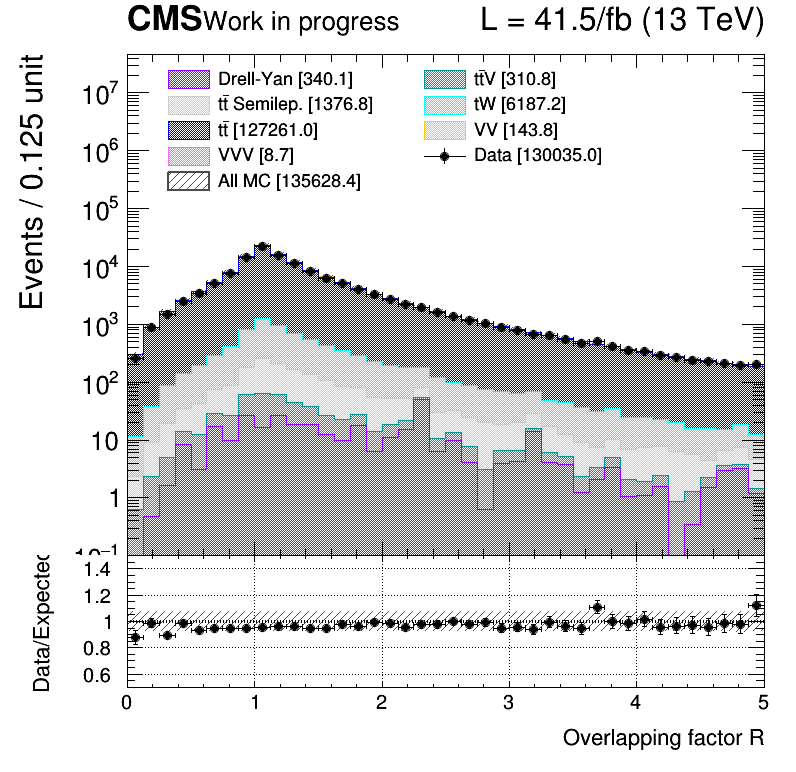 CMS Work in progress L = 41.5/fb (13 TeV)
Drell-Yan [340.1] tt̄V [310.8]
tt̄ Semilep. [1376.8] tW [6187.2]
tt̄ [127261.0] VV [143.8]
VVV [8.7] Data [130035.0]
All MC [135628.4]
Events / 0.125 unit
10⁷
10⁶
10⁵
10⁴
10³
10²
10
1
10⁻¹
Data/Expected
1.4
1.2
1
0.8
0.6
0 1 2 3 4 5
Overlapping factor R